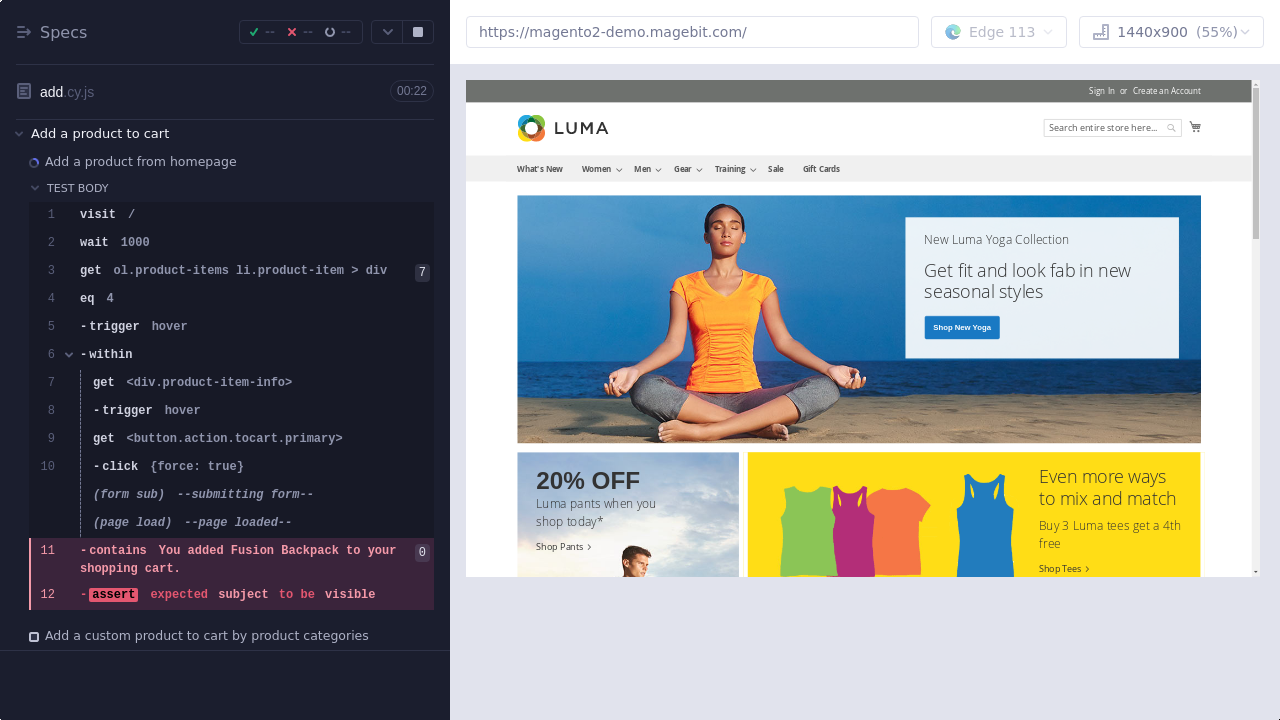 Specs
-- -- --
add.cy.js
00:22
Add a product to cart
Add a product from homepage
TEST BODY
1 visit /
2 wait 1000
3 get ol.product-items li.product-item > div 7
4 eq 4
5 -trigger hover
6 -within
7 get <div.product-item-info>
8 -trigger hover
9 get <button.action.tocart.primary>
10 -click {force: true}
(form sub) --submitting form--
(page load) --page loaded--
11 -contains You added Fusion Backpack to your 0
shopping cart.
12 -assert expected subject to be visible
Add a custom product to cart by product categories
https://magento2-demo.magebit.com/
Edge 113
1440x900 (55%)
Sign In or Create an Account
LUMA
Search entire store here...
What's New Women Men Gear Training Sale Gift Cards
New Luma Yoga Collection
Get fit and look fab in new
seasonal styles
Shop New Yoga
20% OFF
Luma pants when you
shop today*
Shop Pants
Even more ways
to mix and match
Buy 3 Luma tees get a 4th
free
Shop Tees